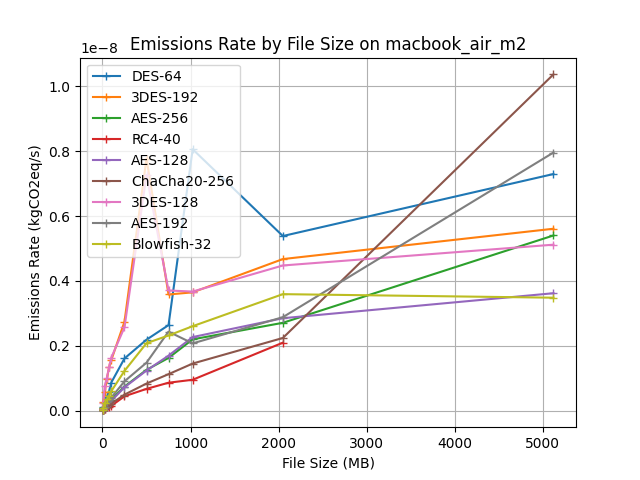 Emissions Rate by File Size on macbook_air_m2
1e−8
DES-64
3DES-192
AES-256
RC4-40
AES-128
ChaCha20-256
3DES-128
AES-192
Blowfish-32
1.0
0.8
0.6
0.4
0.2
0.0
Emissions Rate (kgCO2eq/s)
0 1000 2000 3000 4000 5000
File Size (MB)